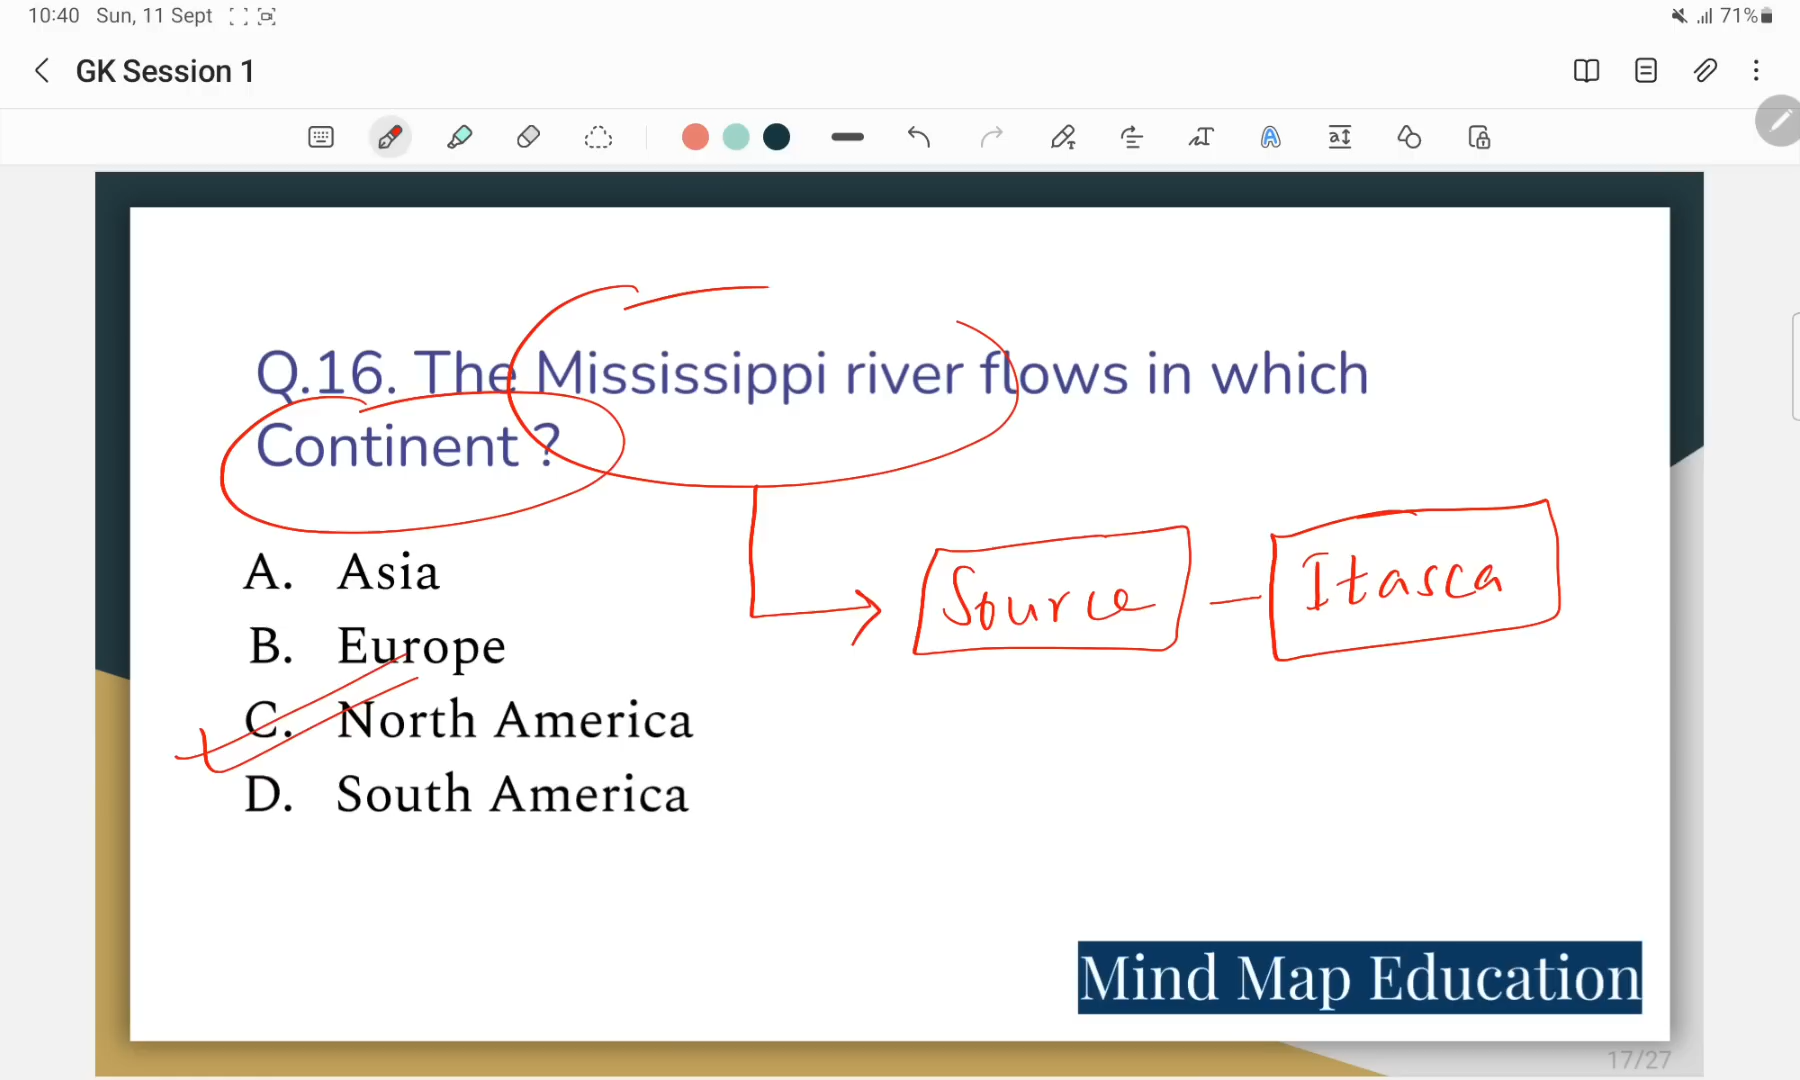 10:40 Sun, 11 Sept 71%
GK Session 1
Q.16. The Mississippi river flows in which
Continent ?
Source – Itasca
A. Asia
B. Europe
C. North America
D. South America
Mind Map Education
17/27